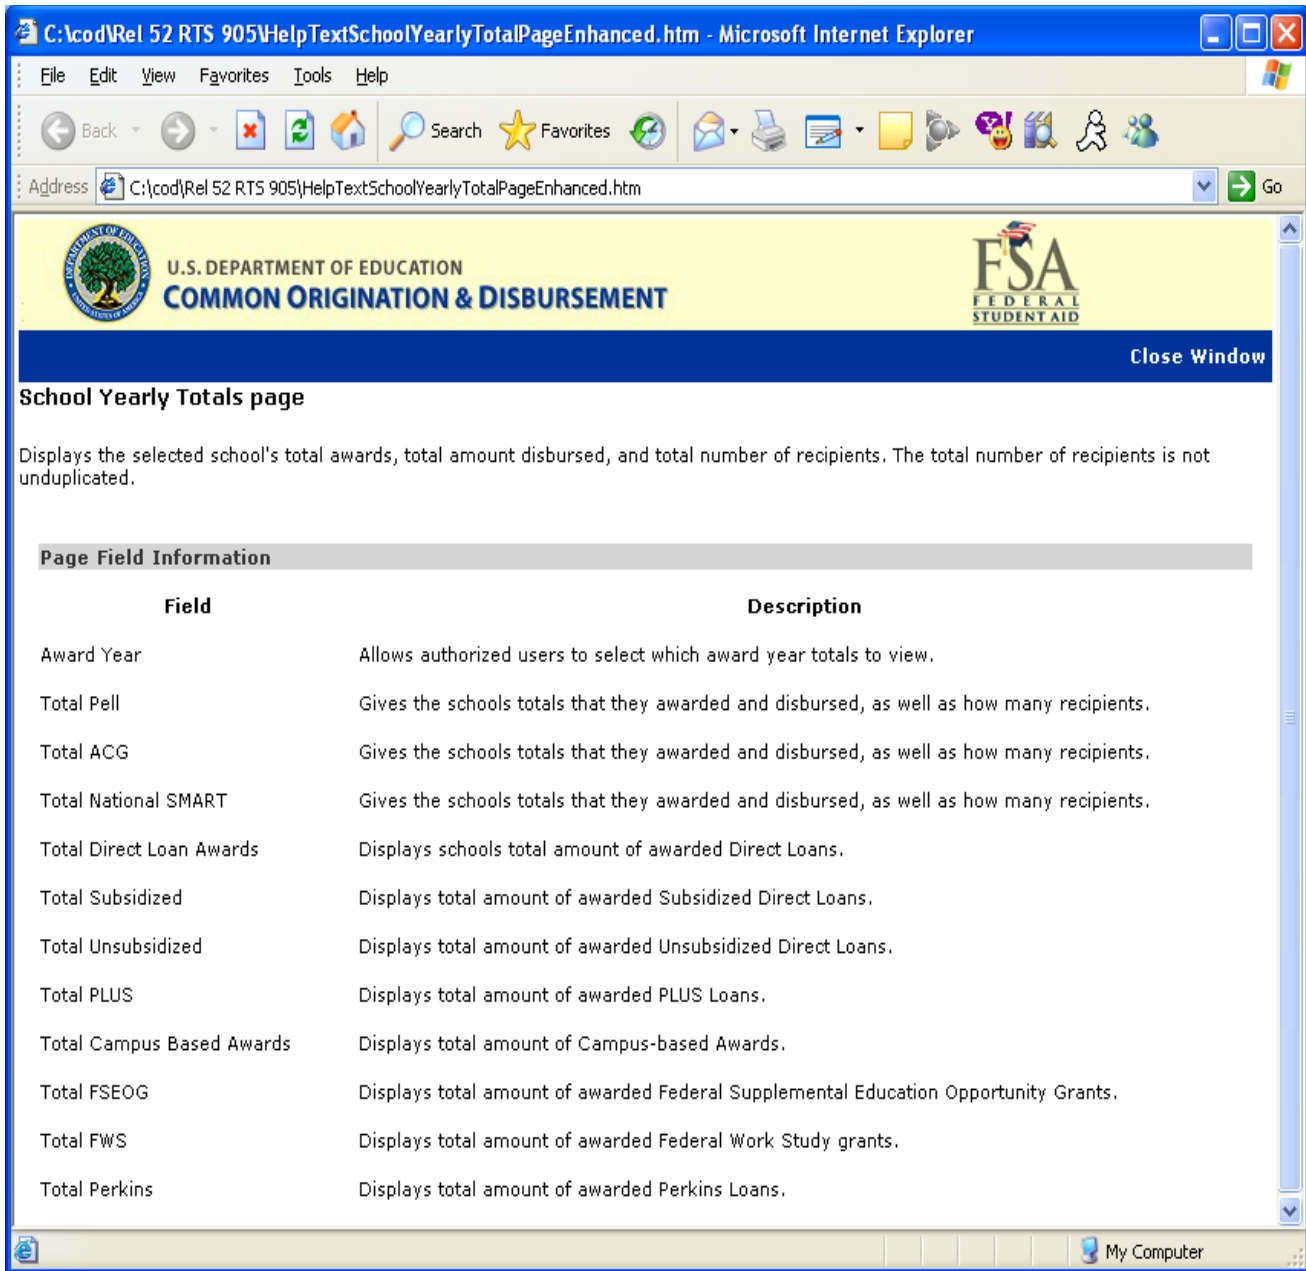 C:\cod\Rel 52 RTS 905\HelpTextSchoolYearlyTotalPageEnhanced.htm - Microsoft Internet Explorer
File Edit View Favorites Tools Help
Back Search Favorites
Address C:\cod\Rel 52 RTS 905\HelpTextSchoolYearlyTotalPageEnhanced.htm Go
U.S. DEPARTMENT OF EDUCATION
COMMON ORIGINATION & DISBURSEMENT
FSA
FEDERAL
STUDENT AID
Close Window
School Yearly Totals page
Displays the selected school's total awards, total amount disbursed, and total number of recipients. The total number of recipients is not
unduplicated.
Page Field Information
Field Description
Award Year Allows authorized users to select which award year totals to view.
Total Pell Gives the schools totals that they awarded and disbursed, as well as how many recipients.
Total ACG Gives the schools totals that they awarded and disbursed, as well as how many recipients.
Total National SMART Gives the schools totals that they awarded and disbursed, as well as how many recipients.
Total Direct Loan Awards Displays schools total amount of awarded Direct Loans.
Total Subsidized Displays total amount of awarded Subsidized Direct Loans.
Total Unsubsidized Displays total amount of awarded Unsubsidized Direct Loans.
Total PLUS Displays total amount of awarded PLUS Loans.
Total Campus Based Awards Displays total amount of Campus-based Awards.
Total FSEOG Displays total amount of awarded Federal Supplemental Education Opportunity Grants.
Total FWS Displays total amount of awarded Federal Work Study grants.
Total Perkins Displays total amount of awarded Perkins Loans.
My Computer